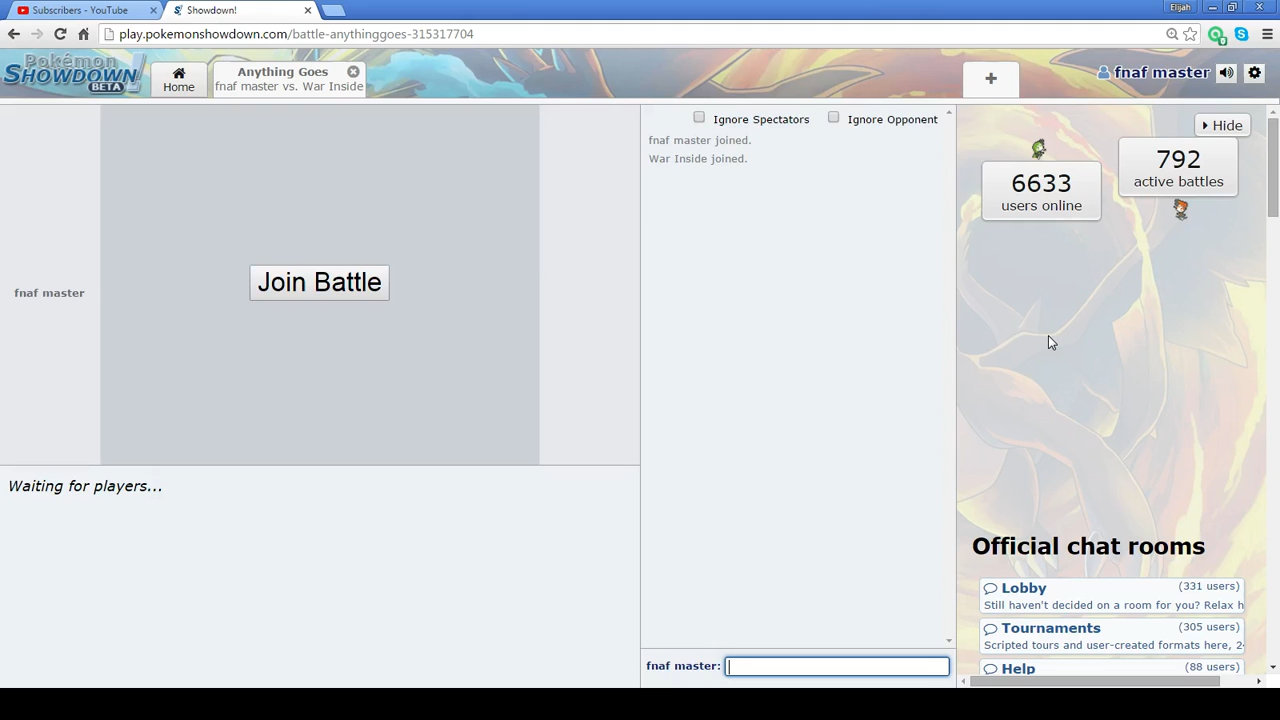 Subscribers - YouTube
Showdown!
Elijah
play.pokemonshowdown.com/battle-anythinggoes-315317704
Pokémon
SHOWDOWN!
BETA
Home
Anything Goes
fnaf master vs. War Inside
+
fnaf master
Join Battle
fnaf master
Waiting for players...
Ignore Spectators
Ignore Opponent
fnaf master joined.
War Inside joined.
fnaf master:
Hide
6633
users online
792
active battles
Official chat rooms
Lobby
(331 users)
Still haven't decided on a room for you? Relax h
Tournaments
(305 users)
Scripted tours and user-created formats here, 2
Help
(88 users)